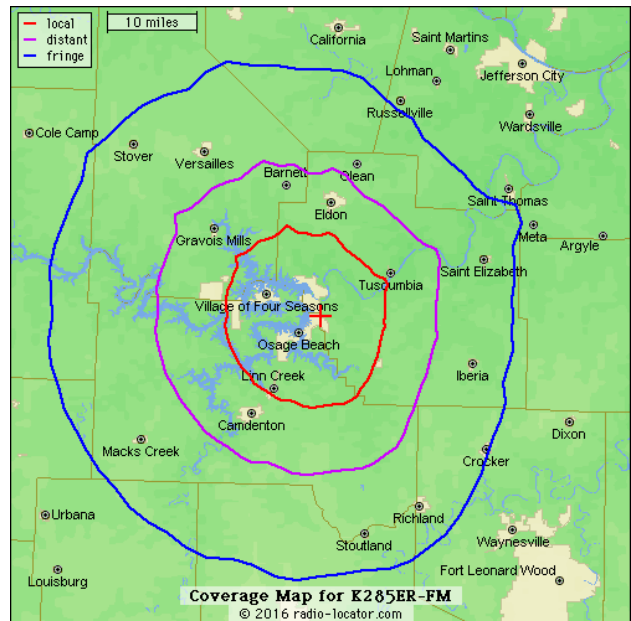 local
distant
fringe
10 miles
California
Saint Martins
Jefferson City
Lohman
Russellville
Wardsville
Cole Camp
Stover
Versailles
Barnett
Olean
Saint Thomas
Eldon
Gravois Mills
Meta
Argyle
Saint Elizabeth
Tuscumbia
Village of Four Seasons
Osage Beach
Linn Creek
Iberia
Camdenton
Dixon
Macks Creek
Crocker
Urbana
Richland
Stoutland
Waynesville
Louisburg
Fort Leonard Wood
Coverage Map for K285ER-FM
© 2016 radio-locator.com